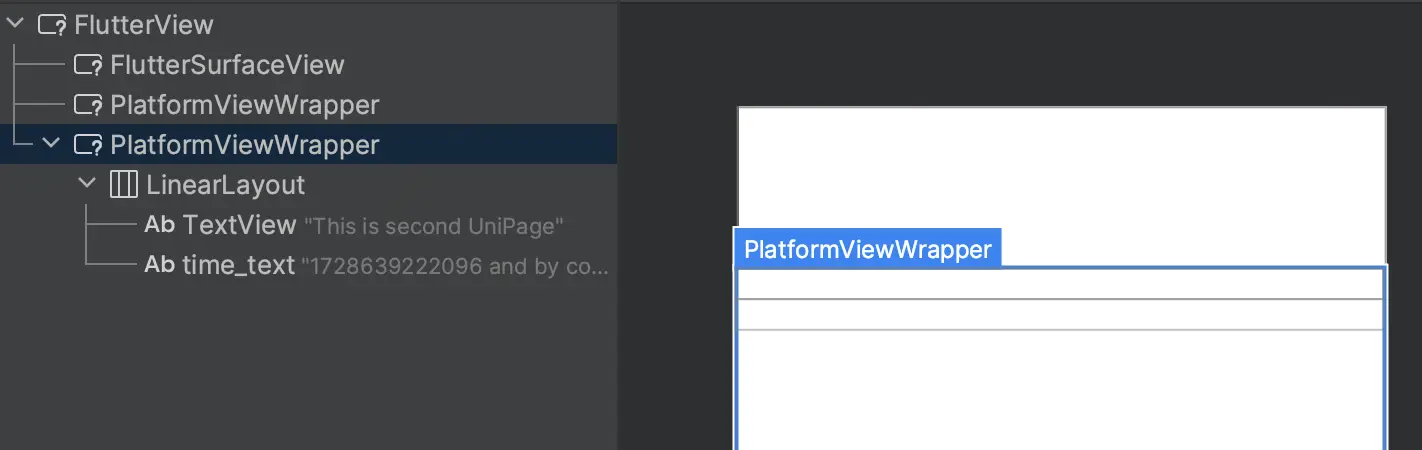 FlutterView
FlutterSurfaceView
PlatformViewWrapper
PlatformViewWrapper
LinearLayout
Ab TextView "This is second UniPage"
Ab time_text "1728639222096 and by co...
PlatformViewWrapper